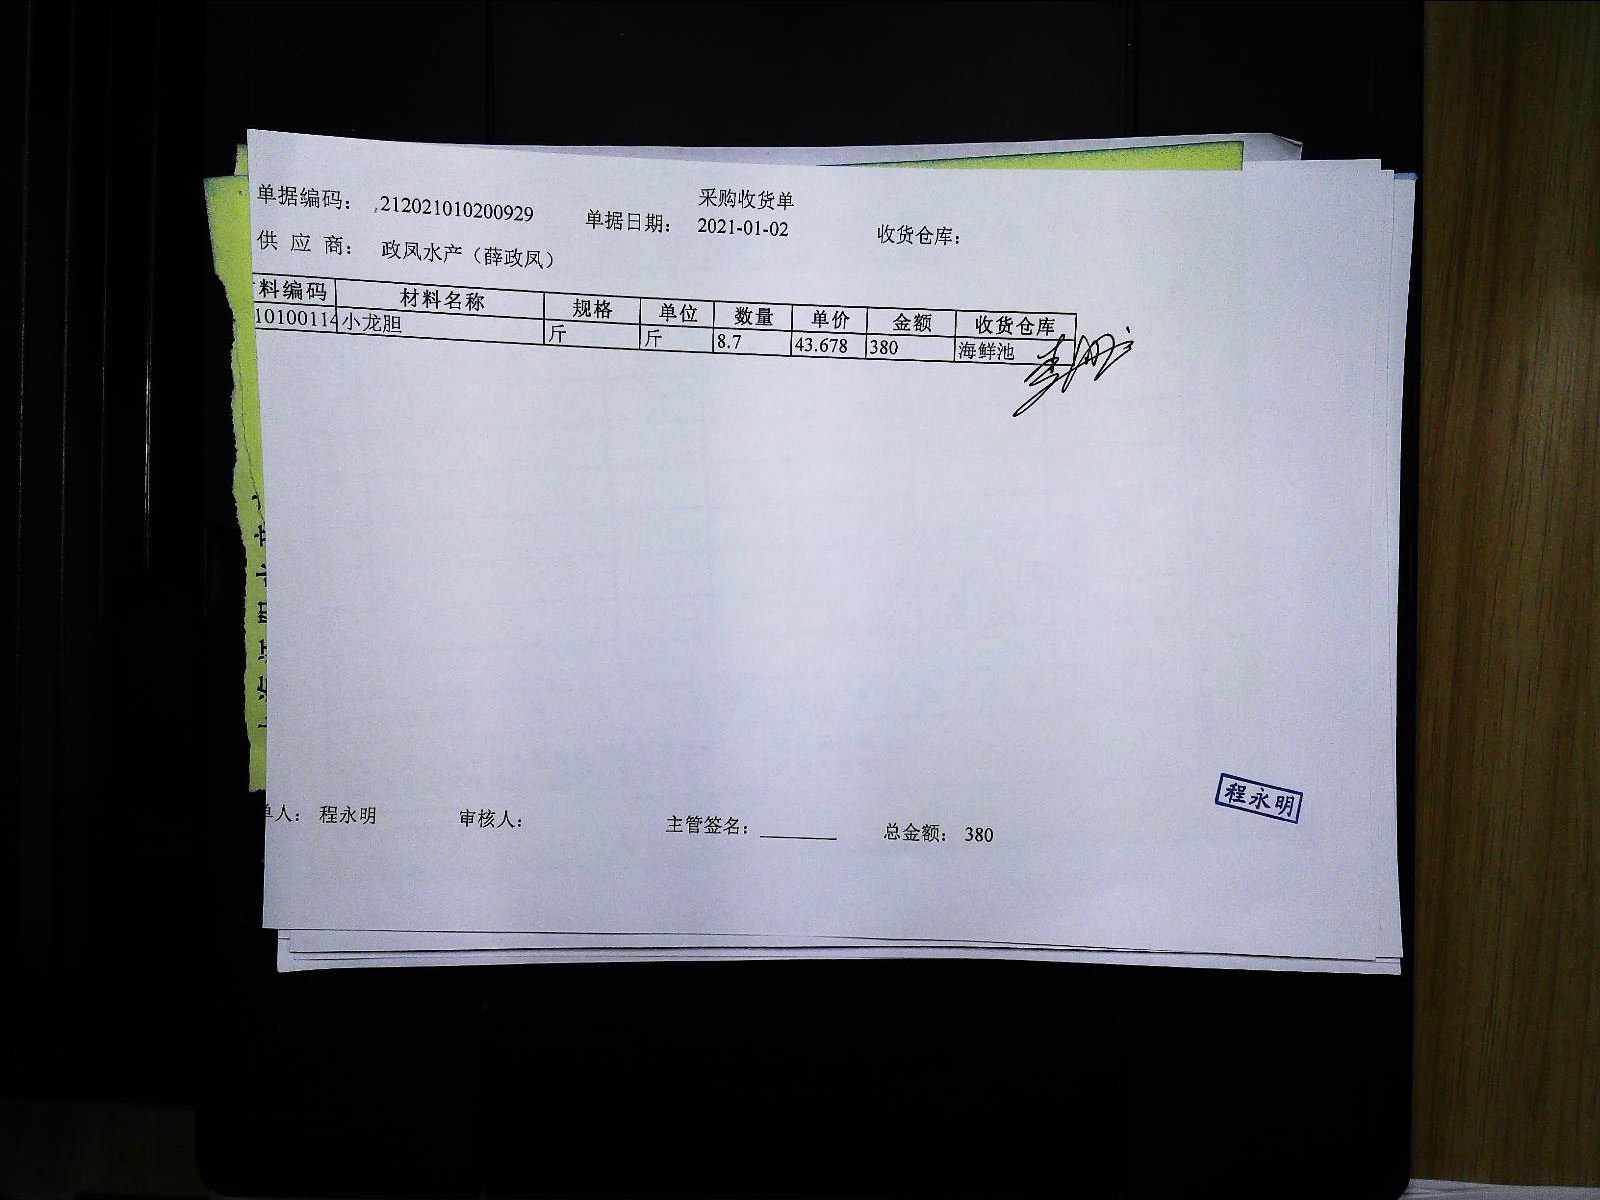 采购收货单
单据编码： 212021010200929 单据日期： 2021-01-02 收货仓库：
供 应 商： 政凤水产（薛政凤）
料编码 材料名称 规格 单位 数量 单价 金额 收货仓库
10100114 小龙胆 斤 斤 8.7 43.678 380 海鲜池
单人： 程永明 审核人： 主管签名： 总金额： 380
程永明